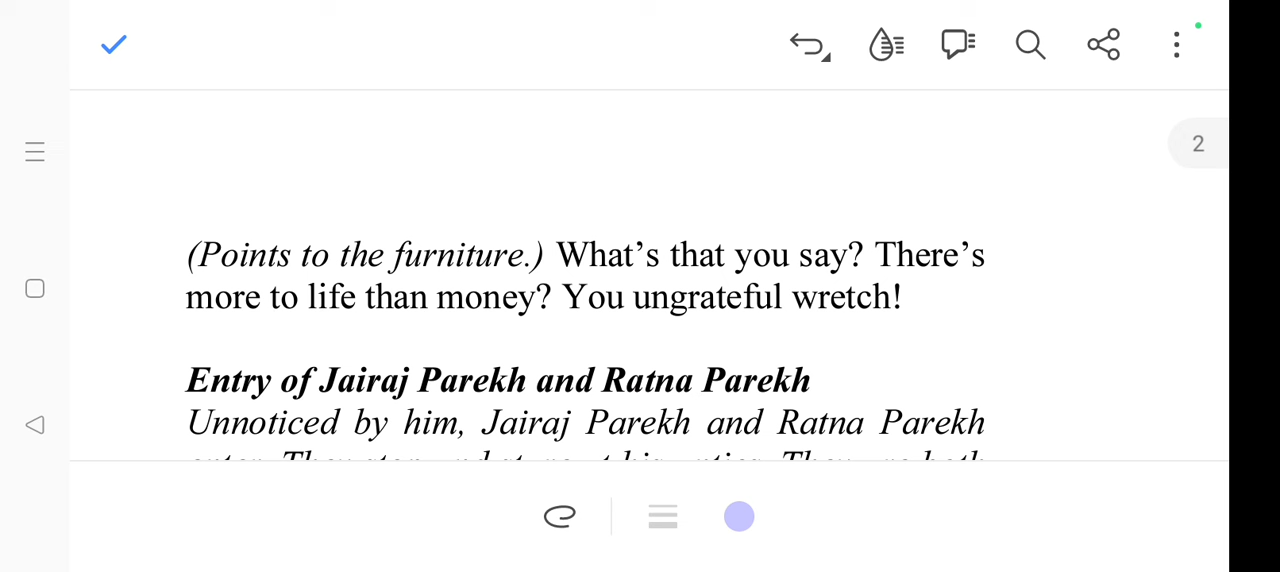 2
(Points to the furniture.) What’s that you say? There’s
more to life than money? You ungrateful wretch!
Entry of Jairaj Parekh and Ratna Parekh
Unnoticed by him, Jairaj Parekh and Ratna Parekh